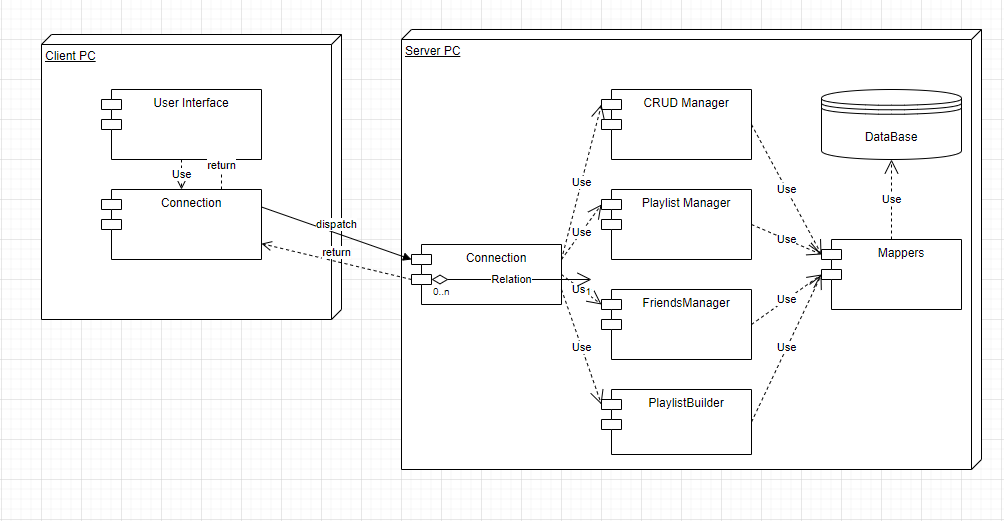 Client PC
User Interface
Use
return
Connection
dispatch
return
Server PC
Connection
Relation
0..n
1
Use
Use
Us
Use
CRUD Manager
Playlist Manager
FriendsManager
PlaylistBuilder
Use
Use
Use
Use
DataBase
Use
Mappers